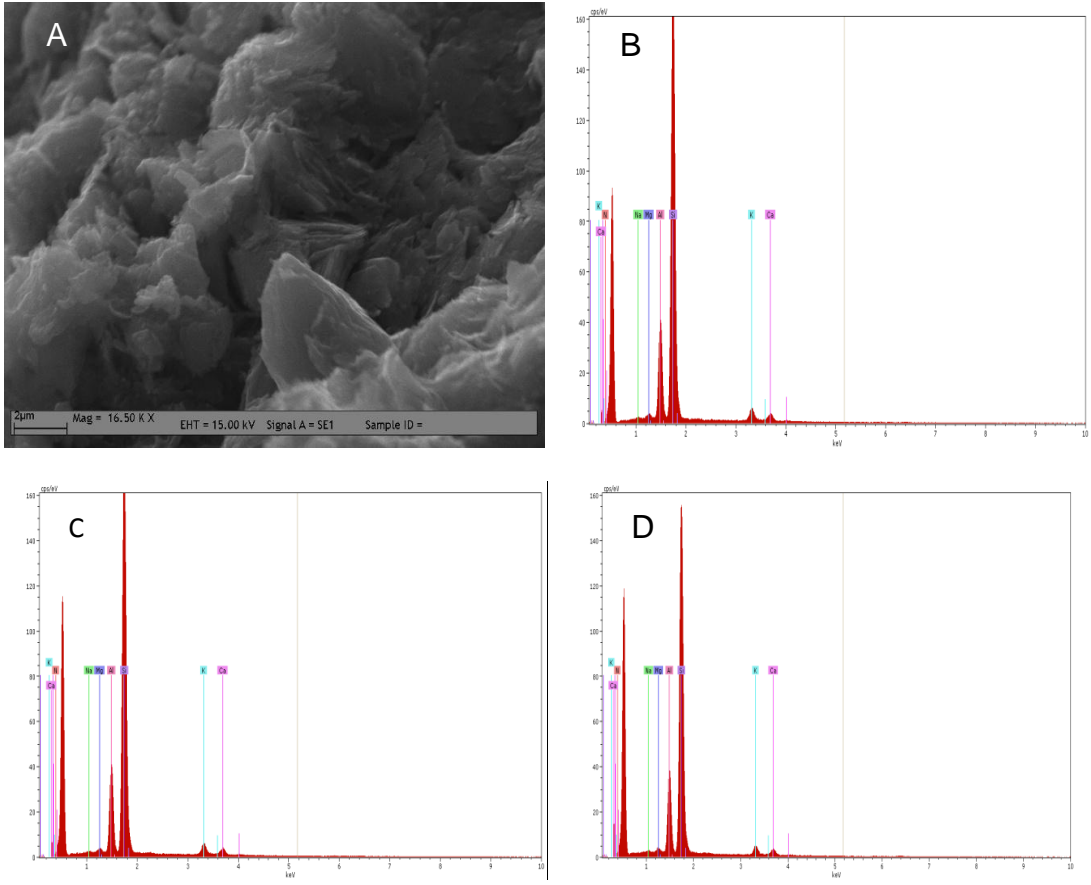 A
2µm
Mag = 16.50 K X
EHT = 15.00 kV Signal A = SE1 Sample ID =
B
cps/eV
160
140
120
100
80
60
40
20
0
K
N
Ca
Na Mg Al Si K Ca
1 2 3 4 5 6 7 8 9 10
keV
C
cps/eV
160
140
120
100
80
60
40
20
0
K
N
Ca
Na Mg Al Si K Ca
1 2 3 4 5 6 7 8 9 10
keV
D
cps/eV
160
140
120
100
80
60
40
20
0
K
N
Ca
Na Mg Al Si K Ca
1 2 3 4 5 6 7 8 9 10
keV